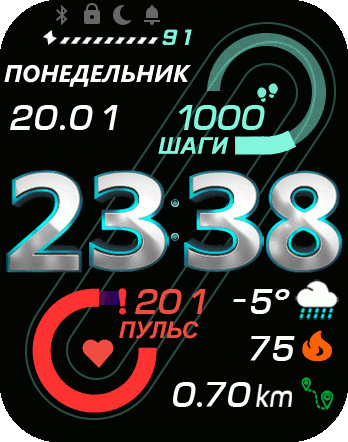 91
ПОНЕДЕЛЬНИК
20.01
1000
ШАГИ
23:38
!201
ПУЛЬС
-5°
75
0.70 km